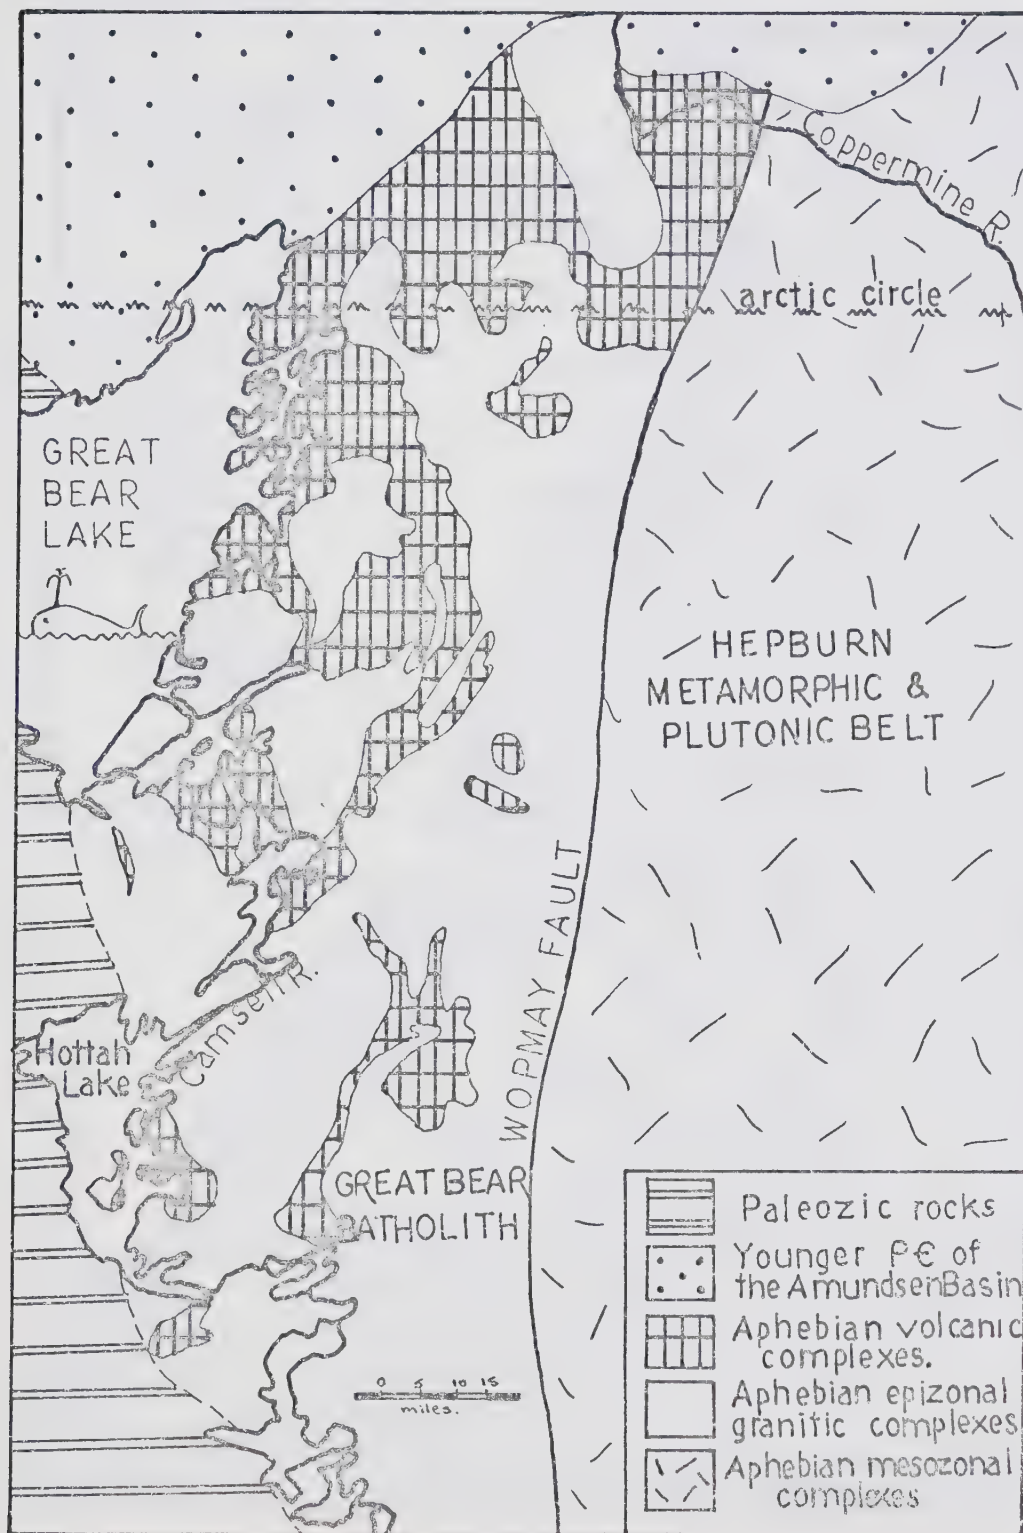 Coppermine R.
arctic circle
GREAT
BEAR
LAKE
HEPBURN
METAMORPHIC &
PLUTONIC BELT
WOPMAY FAULT
Camsell R.
Hottah
Lake
GREAT BEAR
BATHOLITH
0 5 10 15
miles.
Paleozic rocks
Younger P€ of
the Amundsen Basin
Aphebian volcanic
complexes.
Aphebian epizonal
granitic complexes
Aphebian mesozonal
complexes